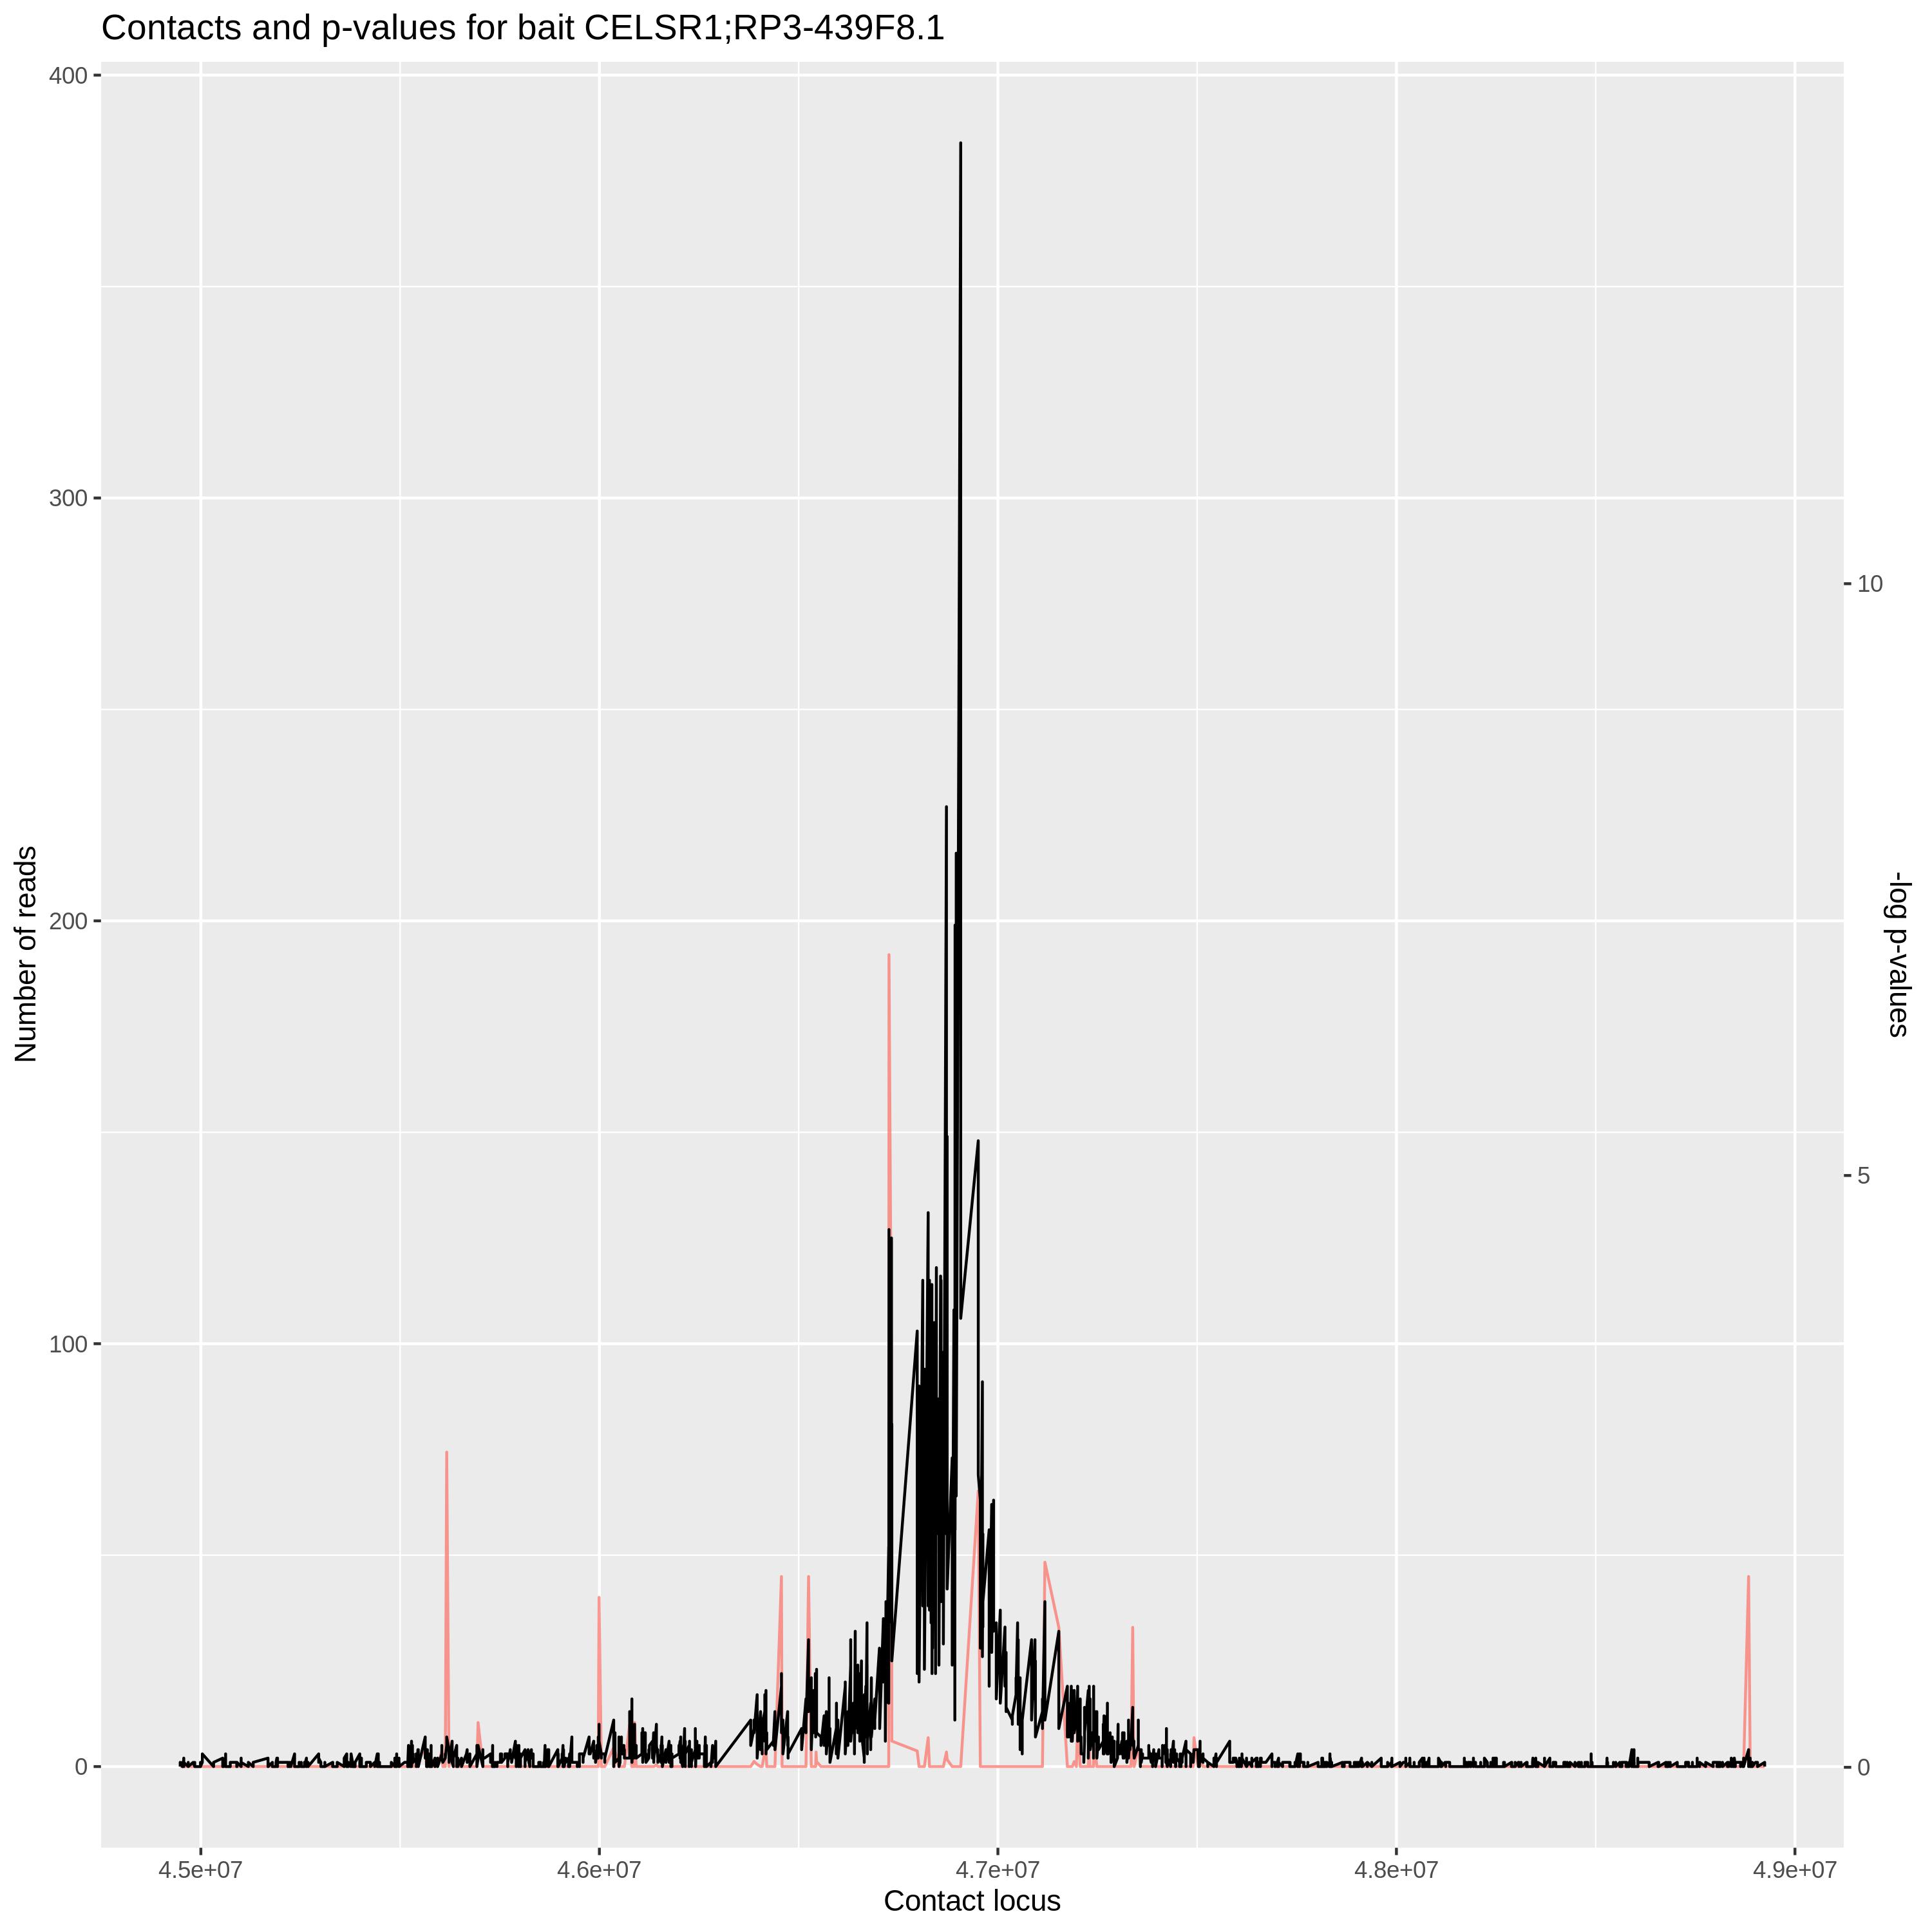 Contacts and p-values for bait CELSR1;RP3-439F8.1
400
300
200
100
0
Number of reads
10
5
0
-log p-values
4.5e+07
4.6e+07
4.7e+07
4.8e+07
4.9e+07
Contact locus